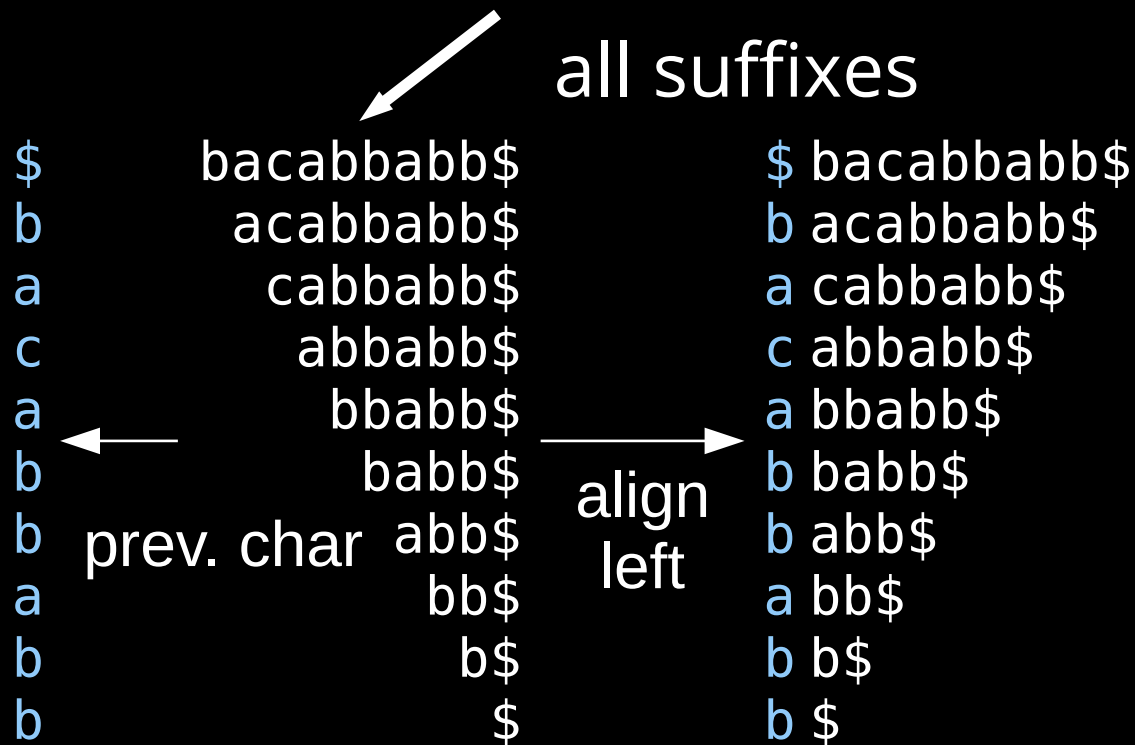 all suffixes
$ bacabbabb$ $ bacabbabb$
b acabbabb$ b acabbabb$
a cabbabb$ a cabbabb$
c abbabb$ c abbabb$
a bbabb$ a bbabb$
b babb$ b babb$
b abb$ b abb$
a bb$ a bb$
b b$ b b$
b $ b $
prev. char
align
left